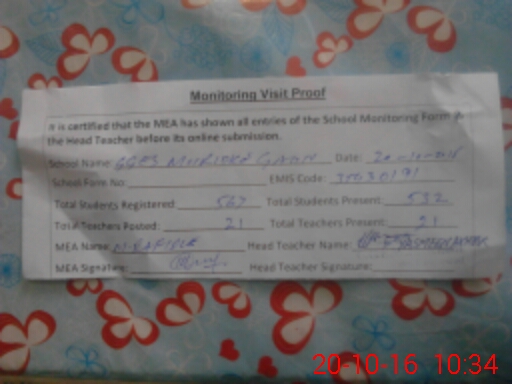 Monitoring Visit Proof
It is certified that the MEA has shown all entries of the School Monitoring Form to
the Head Teacher before its online submission.
School Name: Date:
School Form No: EMIS Code:
Total Students Registered: 567 Total Students Present: 532
Total Teachers Posted: 21 Total Teachers Present: 21
MEA Name: Head Teacher Name:
MEA Signature: Head Teacher Signature:
20-10-16 10:34